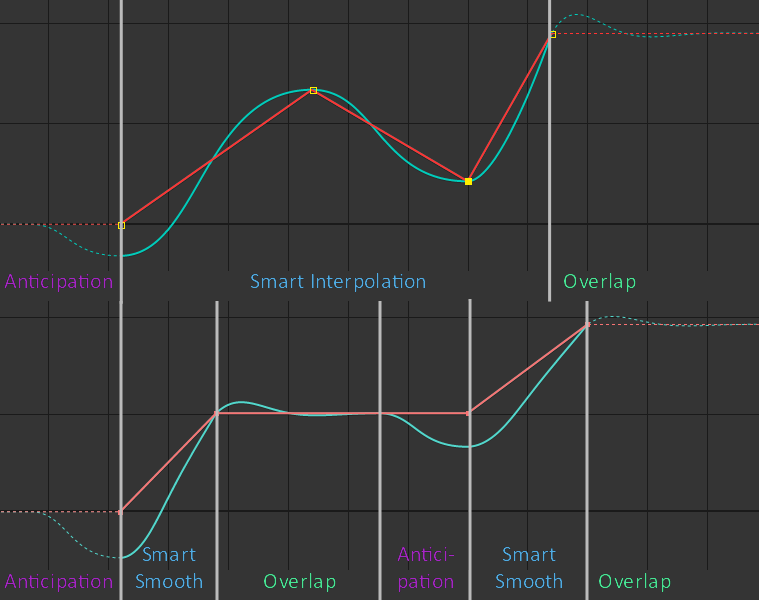 Anticipation Smart Interpolation Overlap
Anticipation
Smart
Smooth
Overlap
Antici-
pation
Smart
Smooth
Overlap